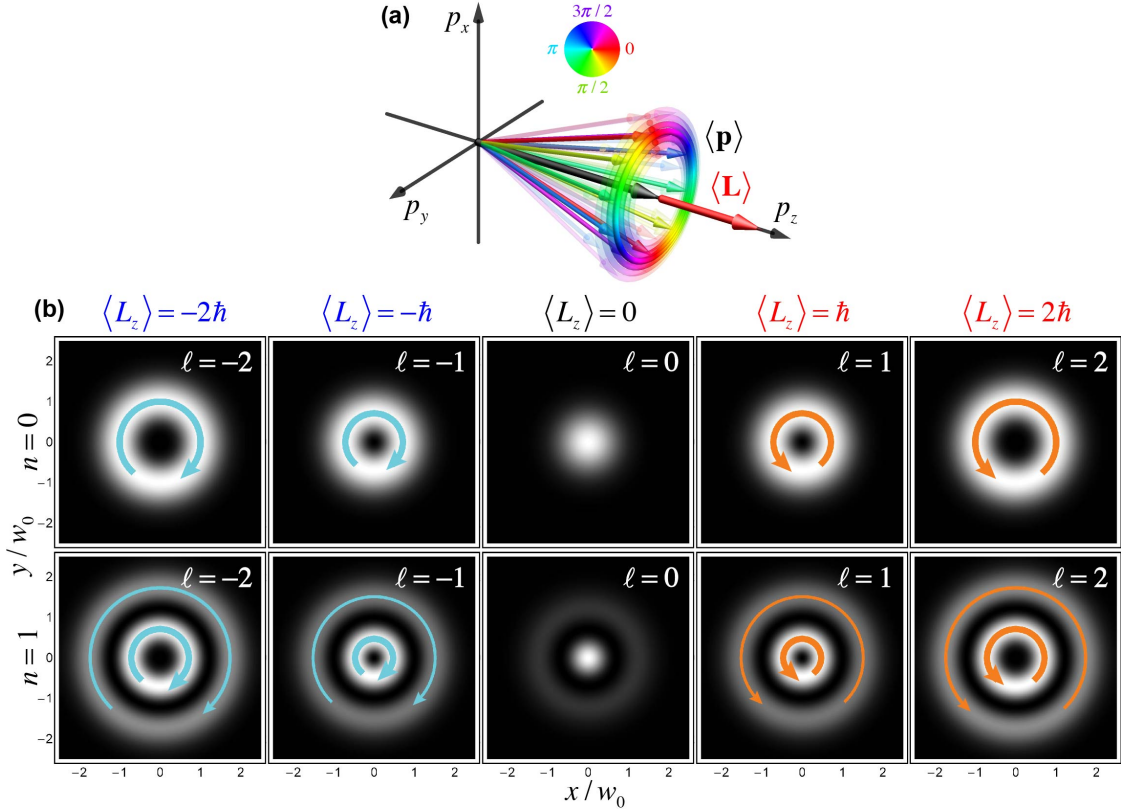 (a)
pₓ
3π/2
π
0
π/2
⟨p⟩
⟨L⟩
p_y
p_z
(b)
⟨L_z⟩ = −2ℏ ⟨L_z⟩ = −ℏ ⟨L_z⟩ = 0 ⟨L_z⟩ = ℏ ⟨L_z⟩ = 2ℏ
n = 0
ℓ = −2 ℓ = −1 ℓ = 0 ℓ = 1 ℓ = 2
2
1
0
−1
−2
y / w₀
n = 1
ℓ = −2 ℓ = −1 ℓ = 0 ℓ = 1 ℓ = 2
2
1
0
−1
−2
−2 −1 0 1 2 −2 −1 0 1 2 −2 −1 0 1 2 −2 −1 0 1 2 −2 −1 0 1 2
x / w₀